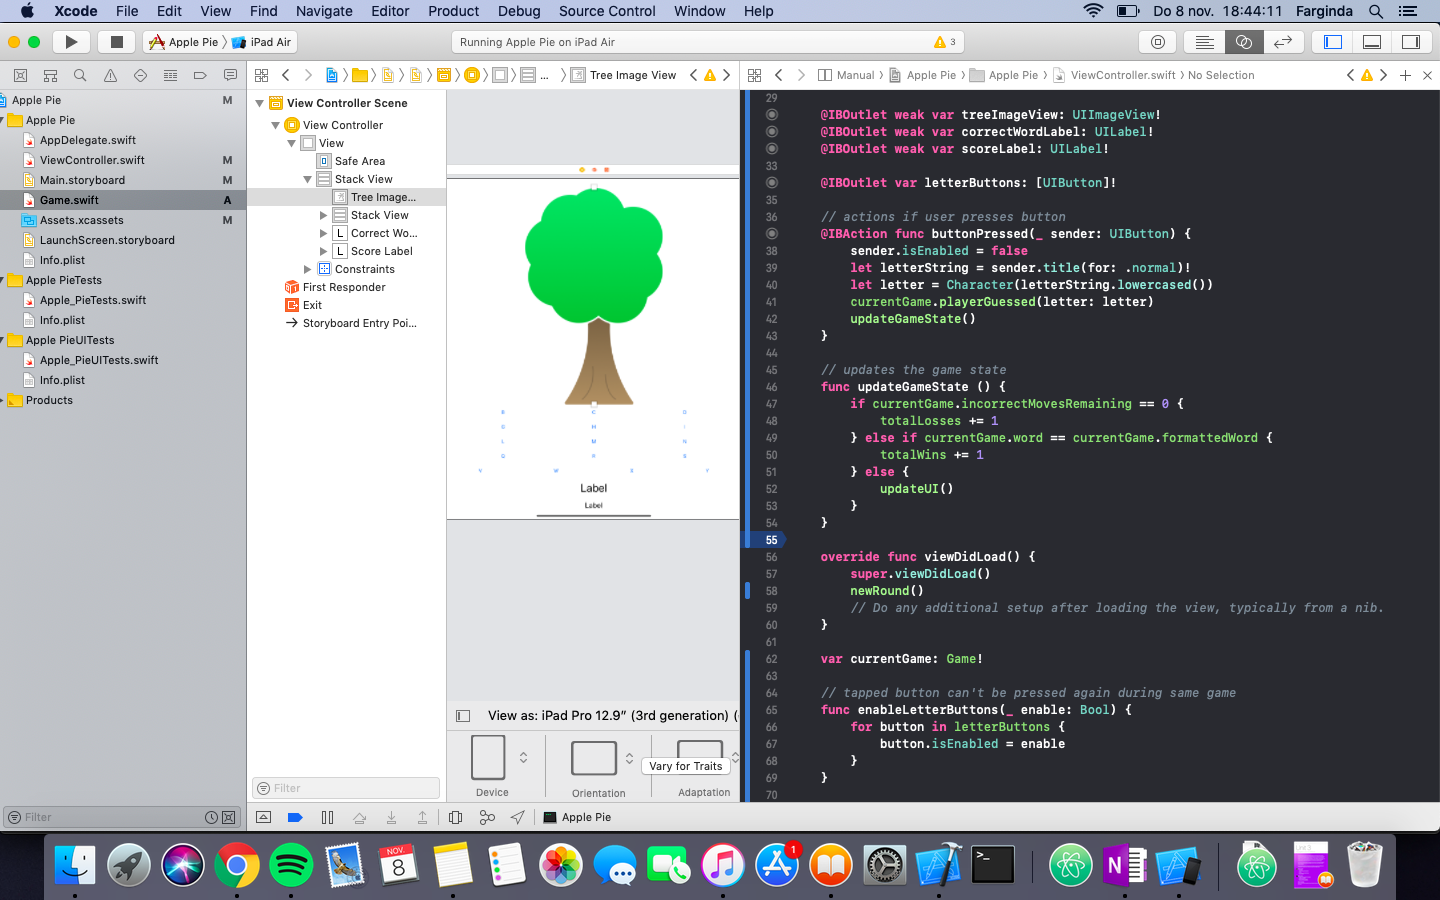 Xcode File Edit View Find Navigate Editor Product Debug Source Control Window Help
Do 8 nov. 18:44:11 Farginda
Apple Pie iPad Air
Running Apple Pie on iPad Air
3
Tree Image View
Manual Apple Pie Apple Pie ViewController.swift No Selection
Apple Pie M
Apple Pie
AppDelegate.swift
ViewController.swift M
Main.storyboard M
Game.swift A
Assets.xcassets M
LaunchScreen.storyboard
Info.plist
Apple PieTests
Apple_PieTests.swift
Info.plist
Apple PieUITests
Apple_PieUITests.swift
Info.plist
Products
Filter
View Controller Scene
View Controller
View
Safe Area
Stack View
Tree Image...
Stack View
L Correct Wo...
L Score Label
Constraints
First Responder
Exit
Storyboard Entry Poi...
Filter
Label
Label
View as: iPad Pro 12.9" (3rd generation) (
Vary for Traits
Device
Orientation
Adaptation
29
@IBOutlet weak var treeImageView: UIImageView!
@IBOutlet weak var correctWordLabel: UILabel!
@IBOutlet weak var scoreLabel: UILabel!
33
@IBOutlet var letterButtons: [UIButton]!
35
36 // actions if user presses button
@IBAction func buttonPressed(_ sender: UIButton) {
38 sender.isEnabled = false
39 let letterString = sender.title(for: .normal)!
40 let letter = Character(letterString.lowercased())
41 currentGame.playerGuessed(letter: letter)
42 updateGameState()
43 }
44
45 // updates the game state
46 func updateGameState () {
47 if currentGame.incorrectMovesRemaining == 0 {
48 totalLosses += 1
49 } else if currentGame.word == currentGame.formattedWord {
50 totalWins += 1
51 } else {
52 updateUI()
53 }
54 }
55
56 override func viewDidLoad() {
57 super.viewDidLoad()
58 newRound()
59 // Do any additional setup after loading the view, typically from a nib.
60 }
61
62 var currentGame: Game!
63
64 // tapped button can't be pressed again during same game
65 func enableLetterButtons(_ enable: Bool) {
66 for button in letterButtons {
67 button.isEnabled = enable
68 }
69 }
70
Apple Pie
NOV.
8
1